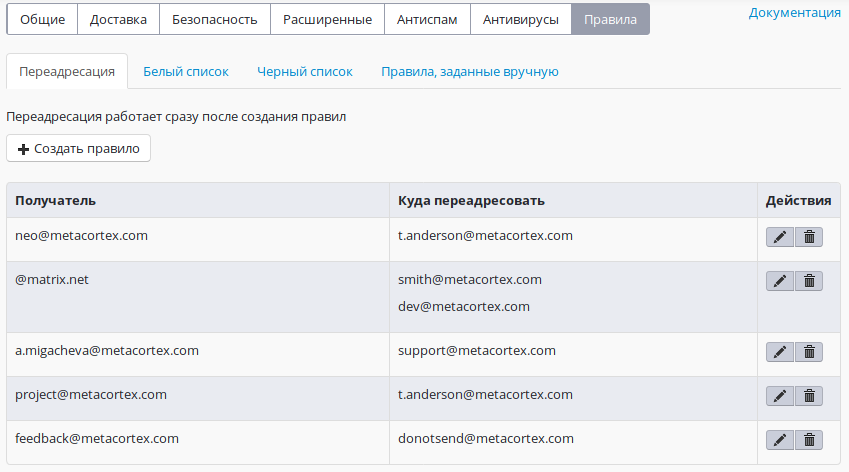 Общие Доставка Безопасность Расширенные Антиспам Антивирусы Правила Документация
Переадресация Белый список Черный список Правила, заданные вручную
Переадресация работает сразу после создания правил
Создать правило
Получатель Куда переадресовать Действия
neo@metacortex.com t.anderson@metacortex.com
@matrix.net smith@metacortex.com
dev@metacortex.com
a.migacheva@metacortex.com support@metacortex.com
project@metacortex.com t.anderson@metacortex.com
feedback@metacortex.com donotsend@metacortex.com